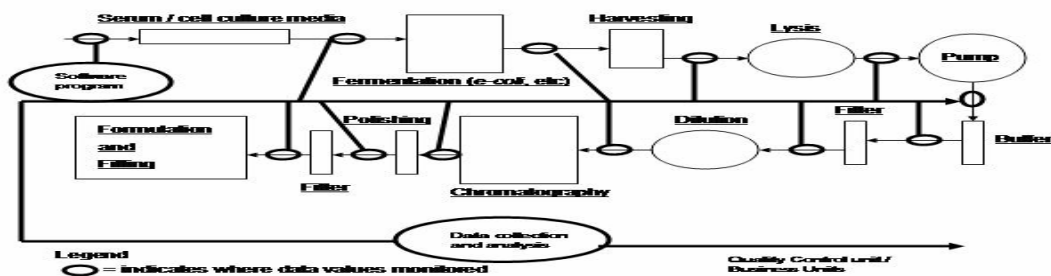 Serum / cell culture media
Harvesting
Lysis
Software
program
Fermentation (e-coli, etc)
Pump
Formulation
and
Filling
Polishing
Dilution
Filter
Buffer
Filter
Chromatography
Data collection
and analysis
Legend
= indicates where data values monitored
Quality Control unit/
Business Units